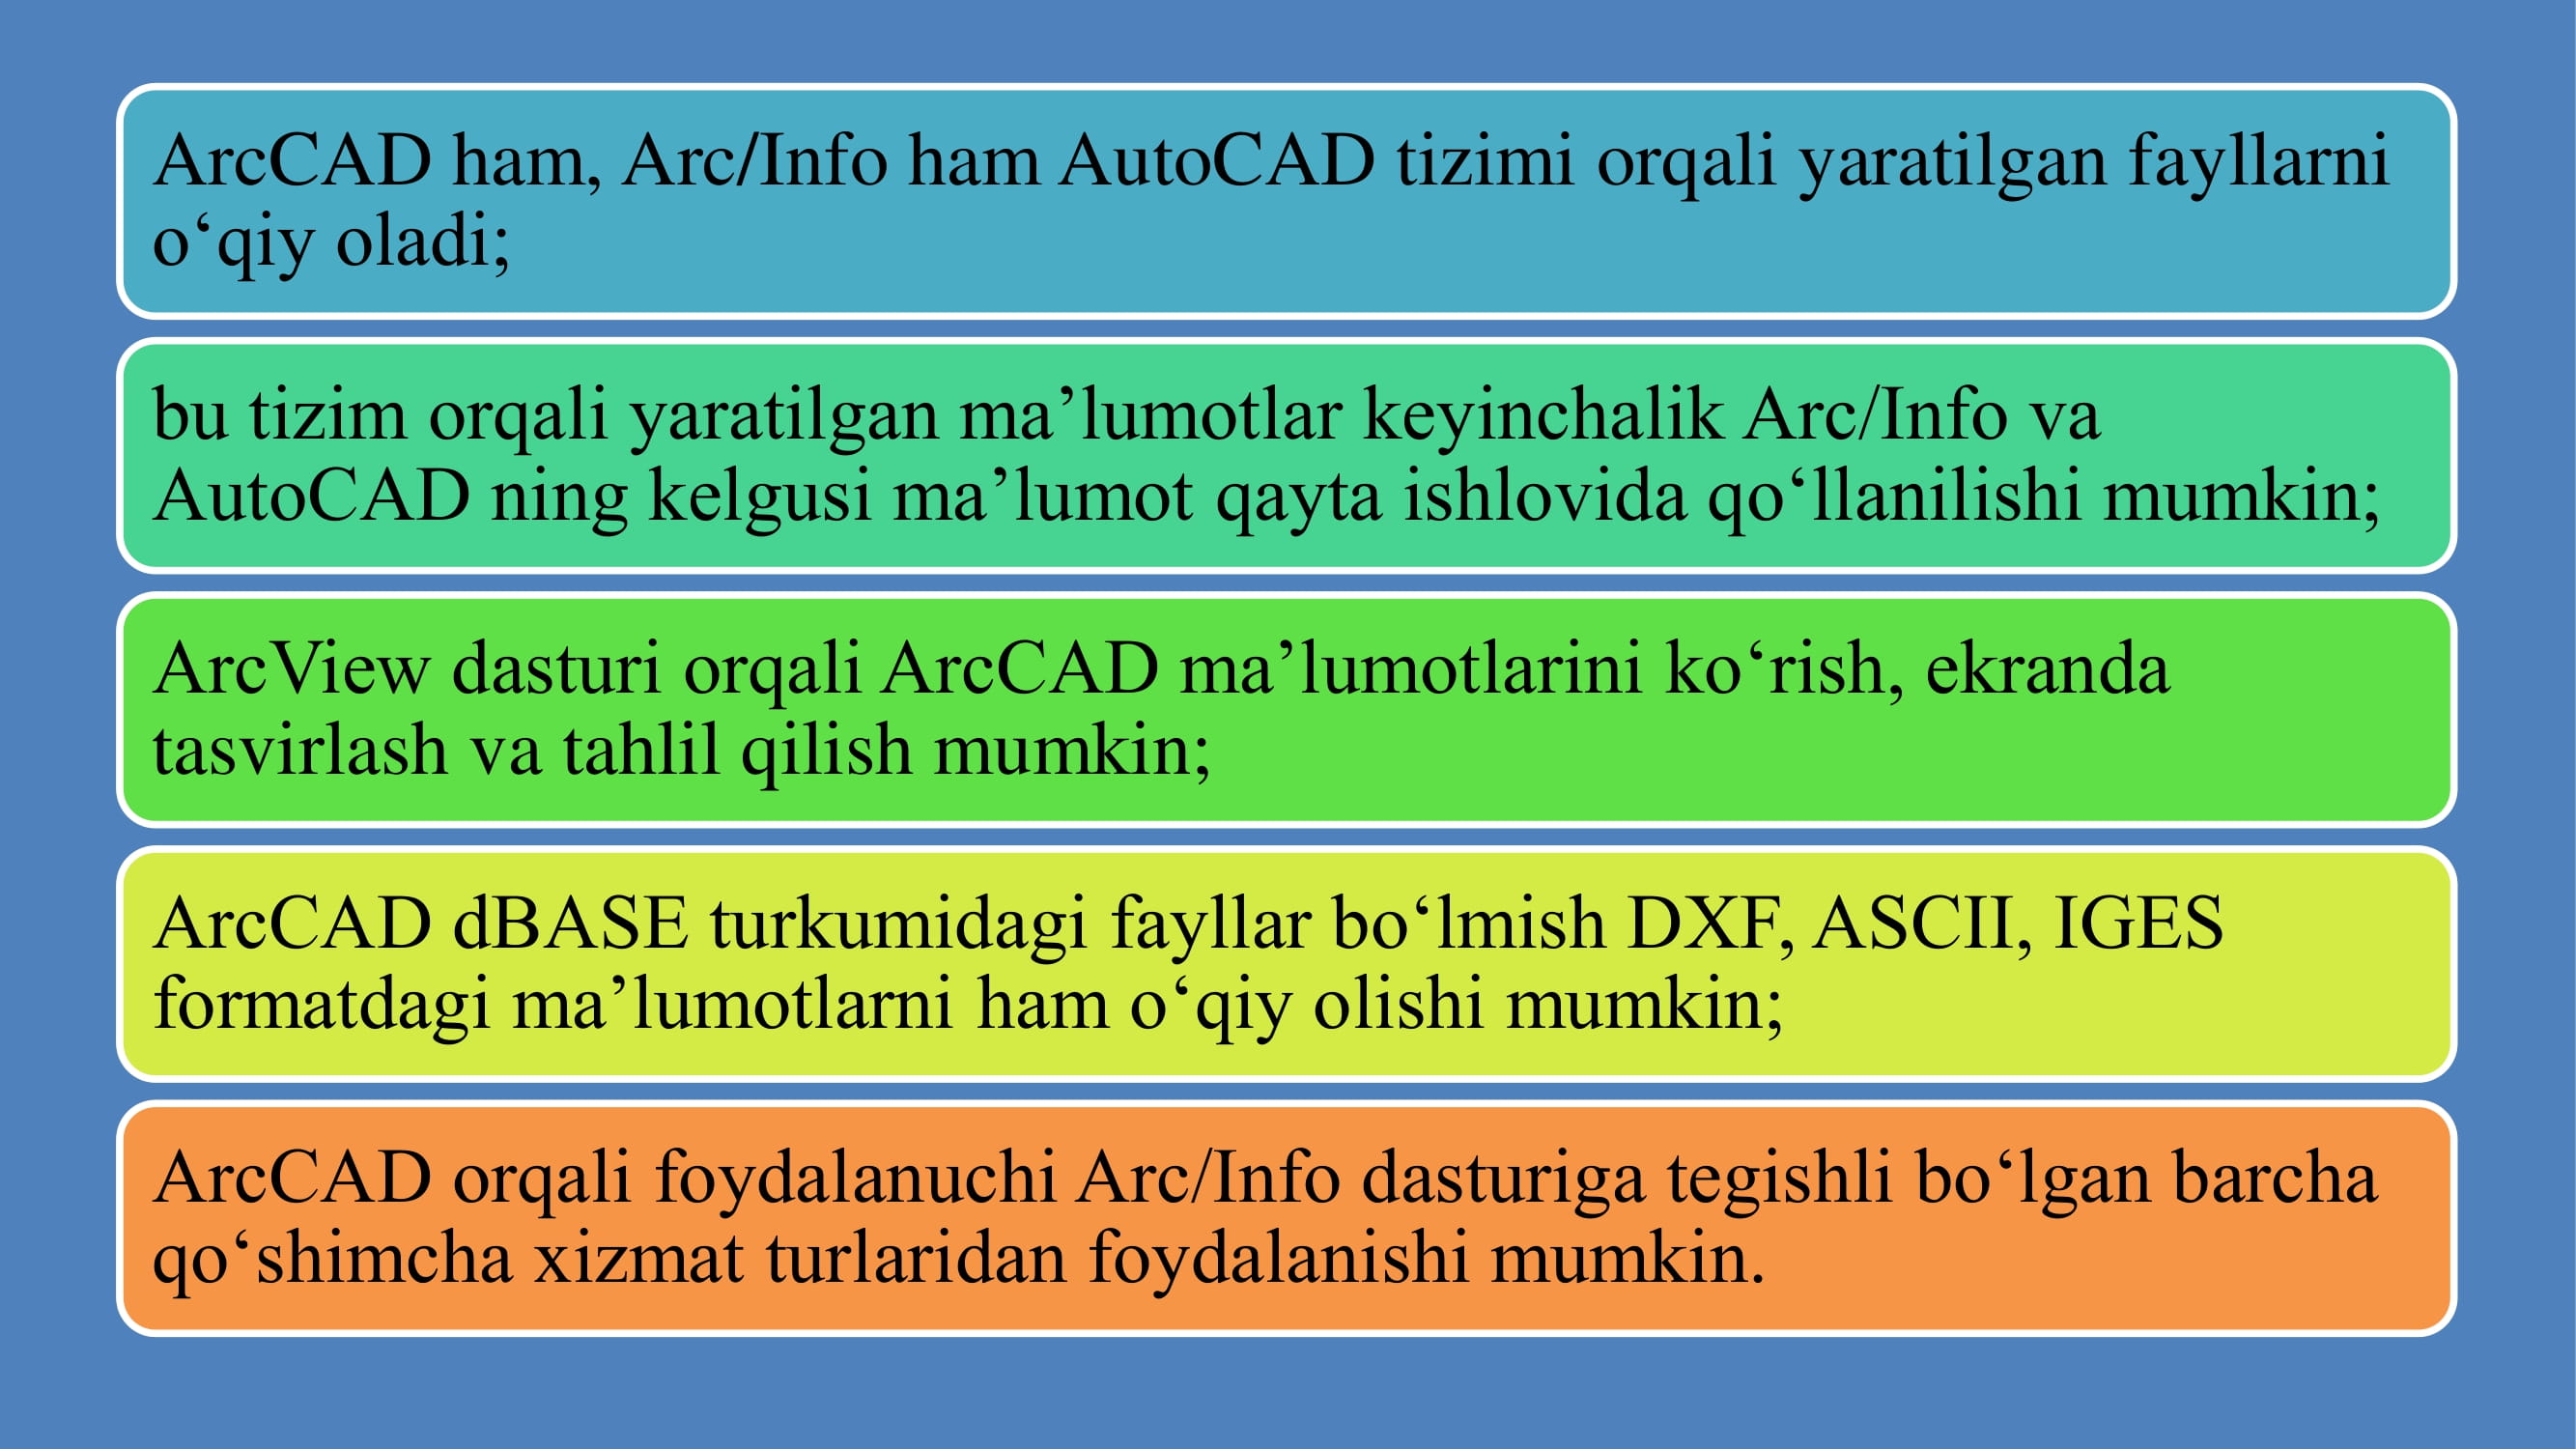 ArcCAD ham, Arc/Info ham AutoCAD tizimi orqali yaratilgan fayllarni
o‘qiy oladi;
bu tizim orqali yaratilgan ma’lumotlar keyinchalik Arc/Info va
AutoCAD ning kelgusi ma’lumot qayta ishlovida qo‘llanilishi mumkin;
ArcView dasturi orqali ArcCAD ma’lumotlarini ko‘rish, ekranda
tasvirlash va tahlil qilish mumkin;
ArcCAD dBASE turkumidagi fayllar bo‘lmish DXF, ASCII, IGES
formatdagi ma’lumotlarni ham o‘qiy olishi mumkin;
ArcCAD orqali foydalanuchi Arc/Info dasturiga tegishli bo‘lgan barcha
qo‘shimcha xizmat turlaridan foydalanishi mumkin.